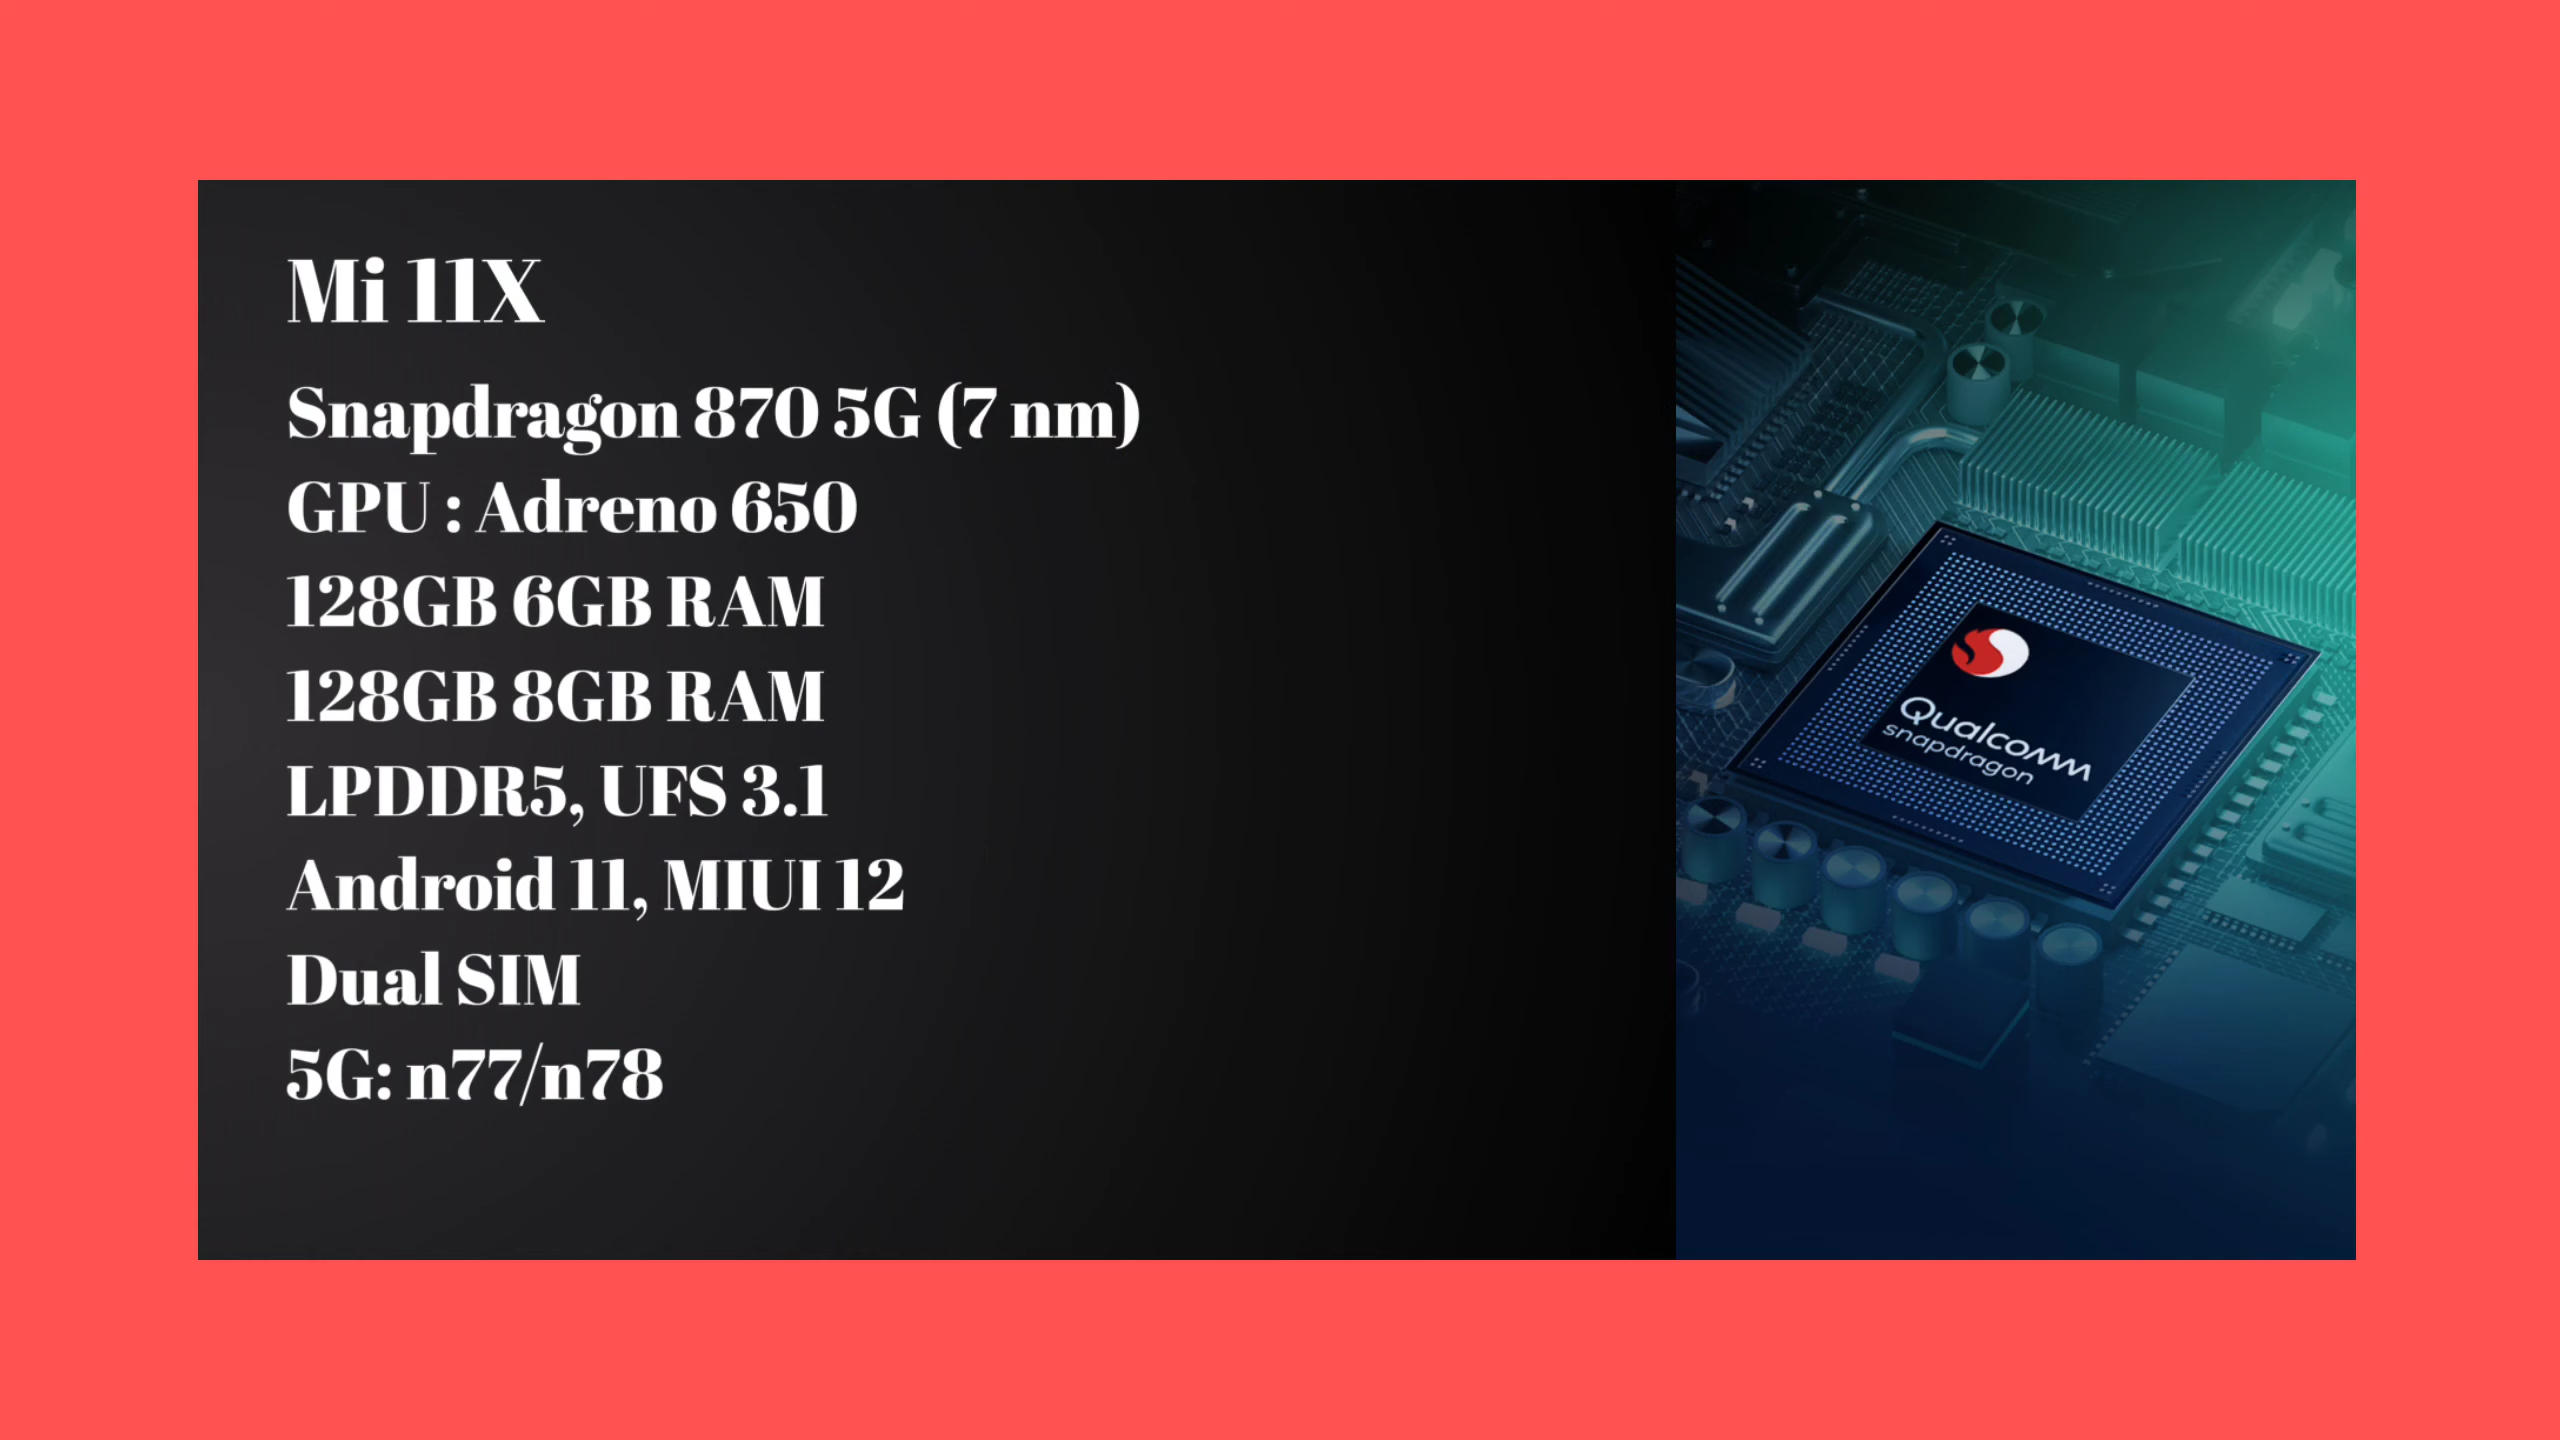 Mi 11X
Snapdragon 870 5G (7 nm)
GPU : Adreno 650
128GB 6GB RAM
128GB 8GB RAM
LPDDR5, UFS 3.1
Android 11, MIUI 12
Dual SIM
5G: n77/n78
Qualcomm
snapdragon